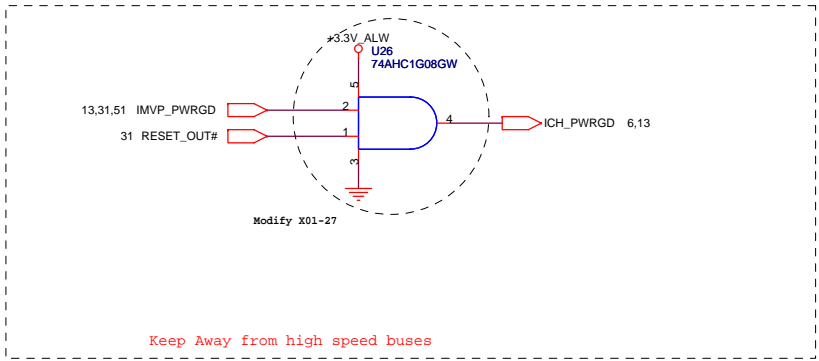 +3.3V_ALW
U26
74AHC1G08GW
5
13,31,51 IMVP_PWRGD 2
4 ICH_PWRGD 6,13
31 RESET_OUT# 1
3
Modify X01-27
Keep Away from high speed buses